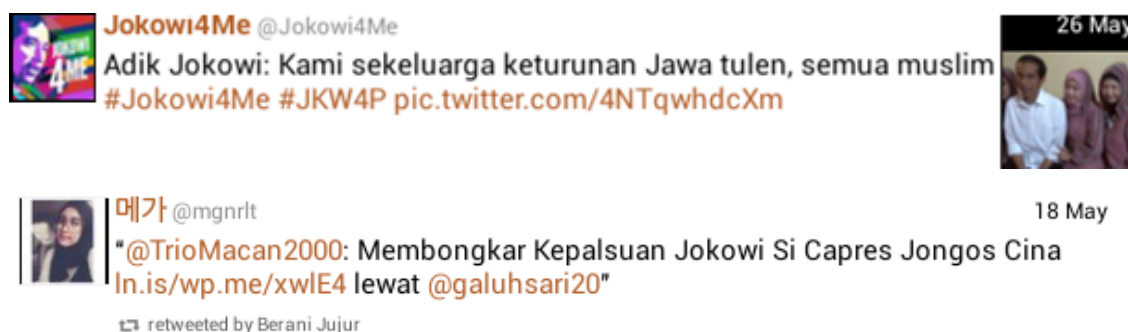 Jokowi4Me @Jokowi4Me
26 May
Adik Jokowi: Kami sekeluarga keturunan Jawa tulen, semua muslim
#Jokowi4Me #JKW4P pic.twitter.com/4NTqwhdcXm
JOKOWI
4ME
메가 @mgnrlt
18 May
“@TrioMacan2000: Membongkar Kepalsuan Jokowi Si Capres Jongos Cina
ln.is/wp.me/xwlE4 lewat @galuhsari20”
retweeted by Berani Jujur